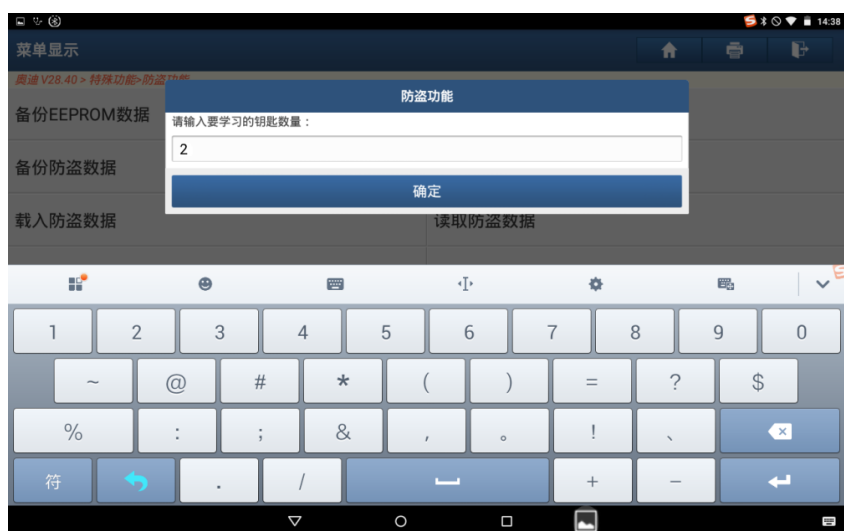 14:38
菜单显示
奥迪 V28.40 > 特殊功能>防盗功能
防盗功能
备份EEPROM数据
请输入要学习的钥匙数量：
2
备份防盗数据
确定
载入防盗数据
读取防盗数据
1 2 3 4 5 6 7 8 9 0
~ @ # * ( ) = ? $
% : ; & , 。 ! 、
符 . / + −